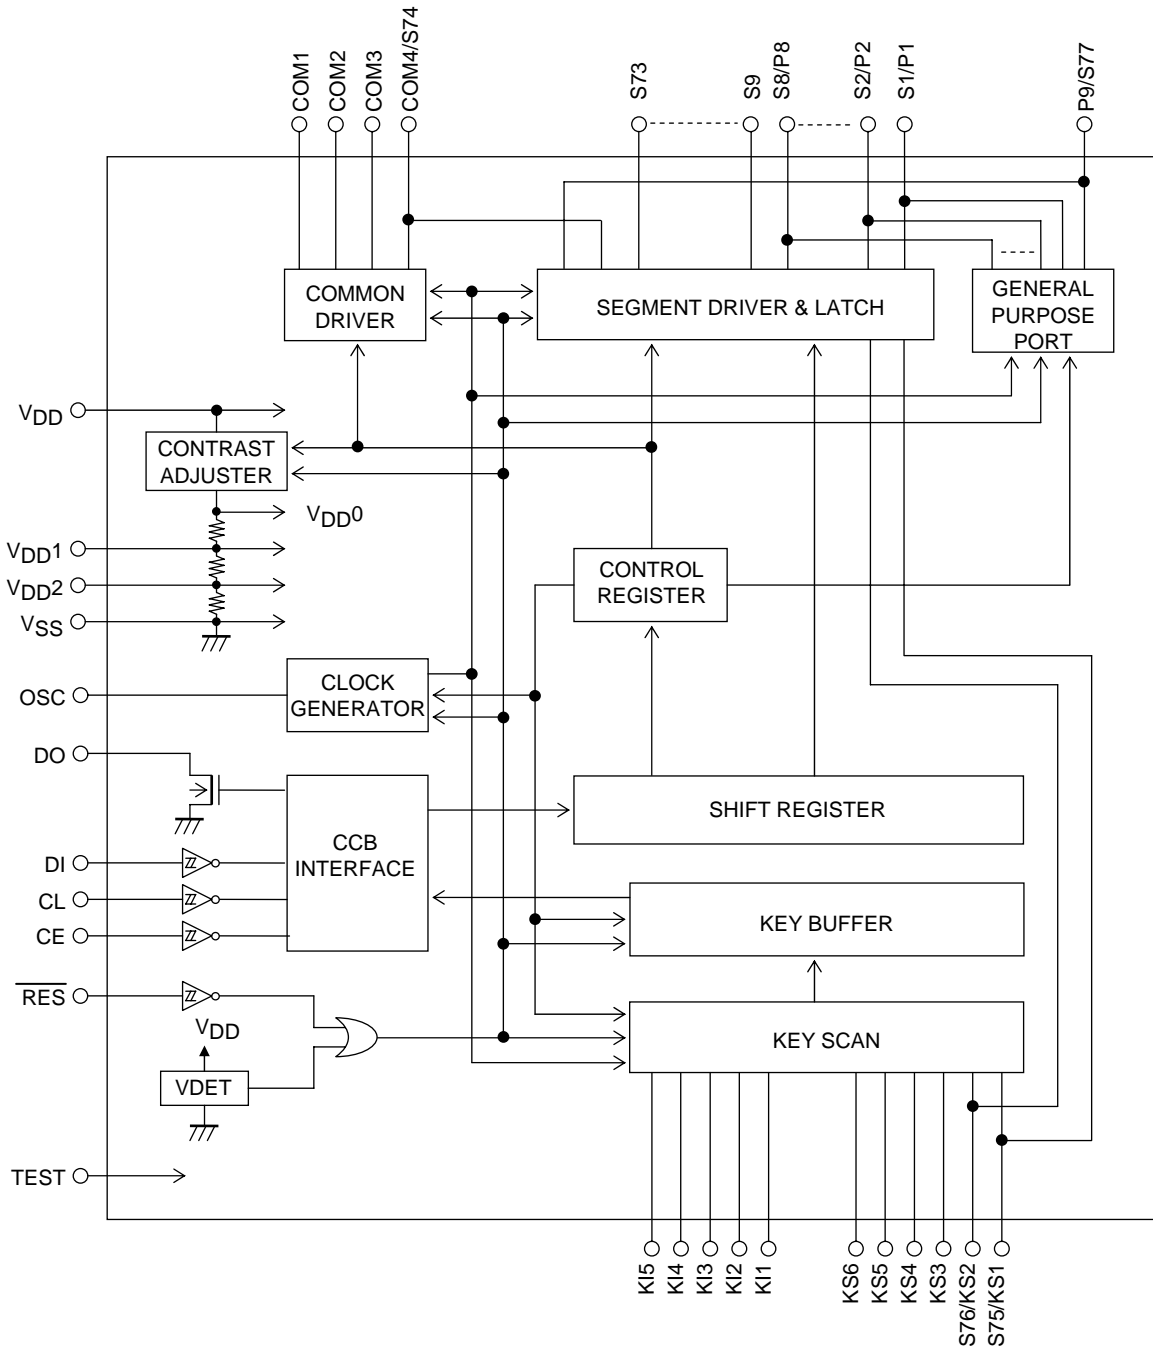 COM1
COM2
COM3
COM4/S74
S73
S9
S8/P8
S2/P2
S1/P1
P9/S77
COMMON
DRIVER
SEGMENT DRIVER & LATCH
GENERAL
PURPOSE
PORT
VDD
CONTRAST
ADJUSTER
VDD0
VDD1
VDD2
VSS
CONTROL
REGISTER
OSC
CLOCK
GENERATOR
DO
SHIFT REGISTER
CCB
INTERFACE
DI
CL
CE
KEY BUFFER
RES
VDD
KEY SCAN
VDET
TEST
KI5
KI4
KI3
KI2
KI1
KS6
KS5
KS4
KS3
S76/KS2
S75/KS1